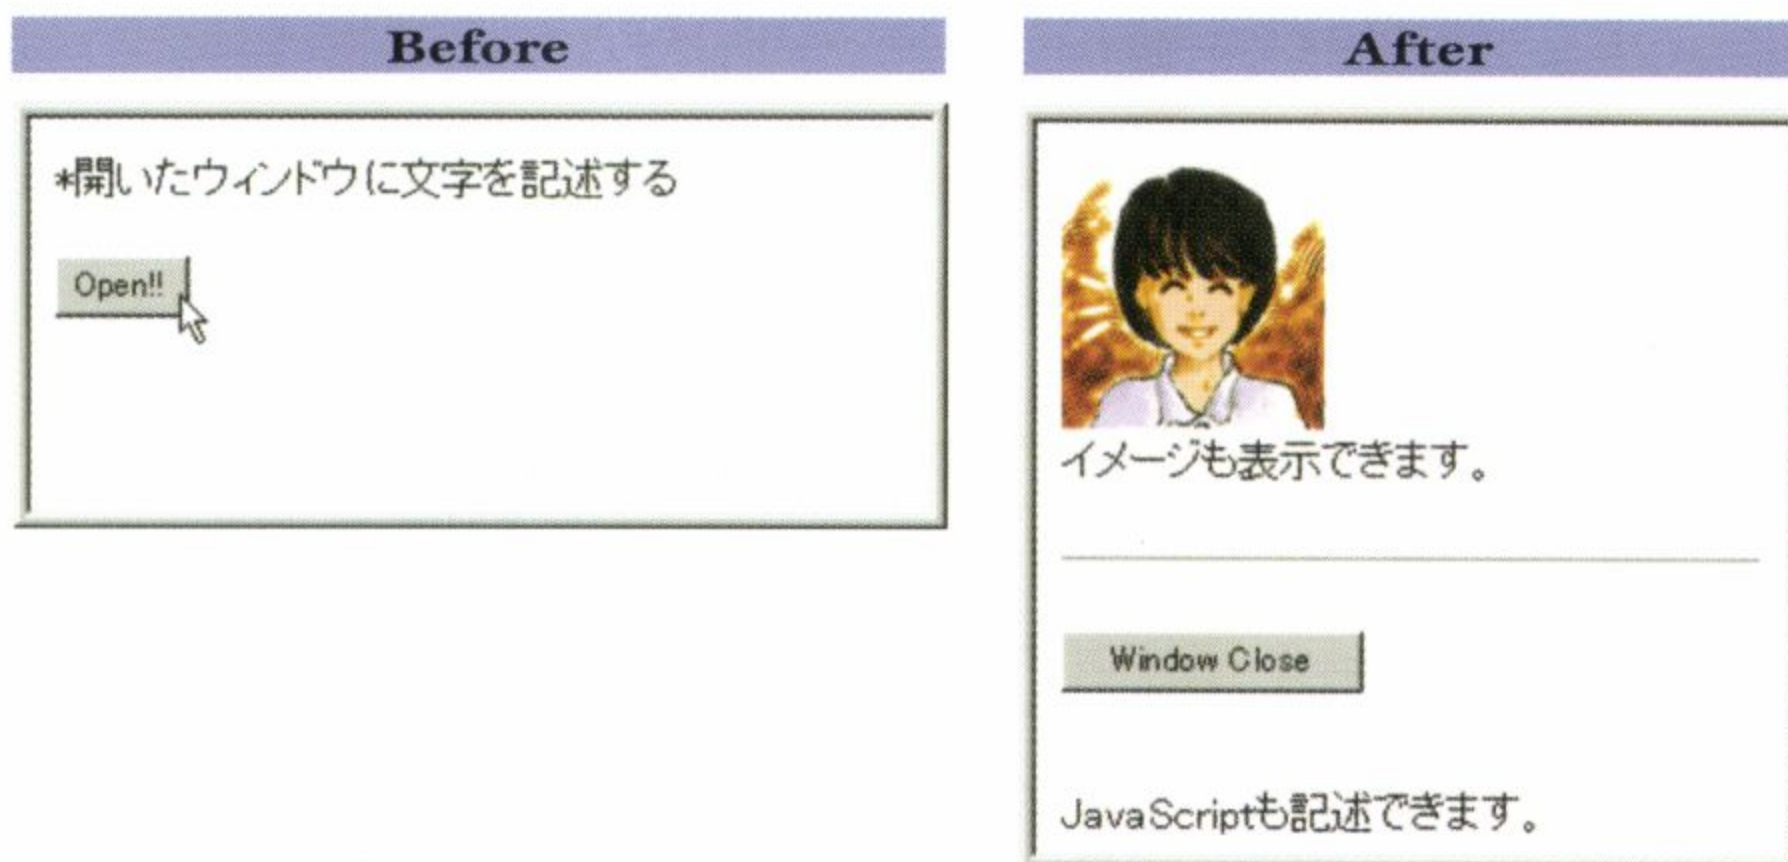 Before
*開いたウィンドウに文字を記述する
Open!!
After
イメージも表示できます。
Window Close
JavaScriptも記述できます。